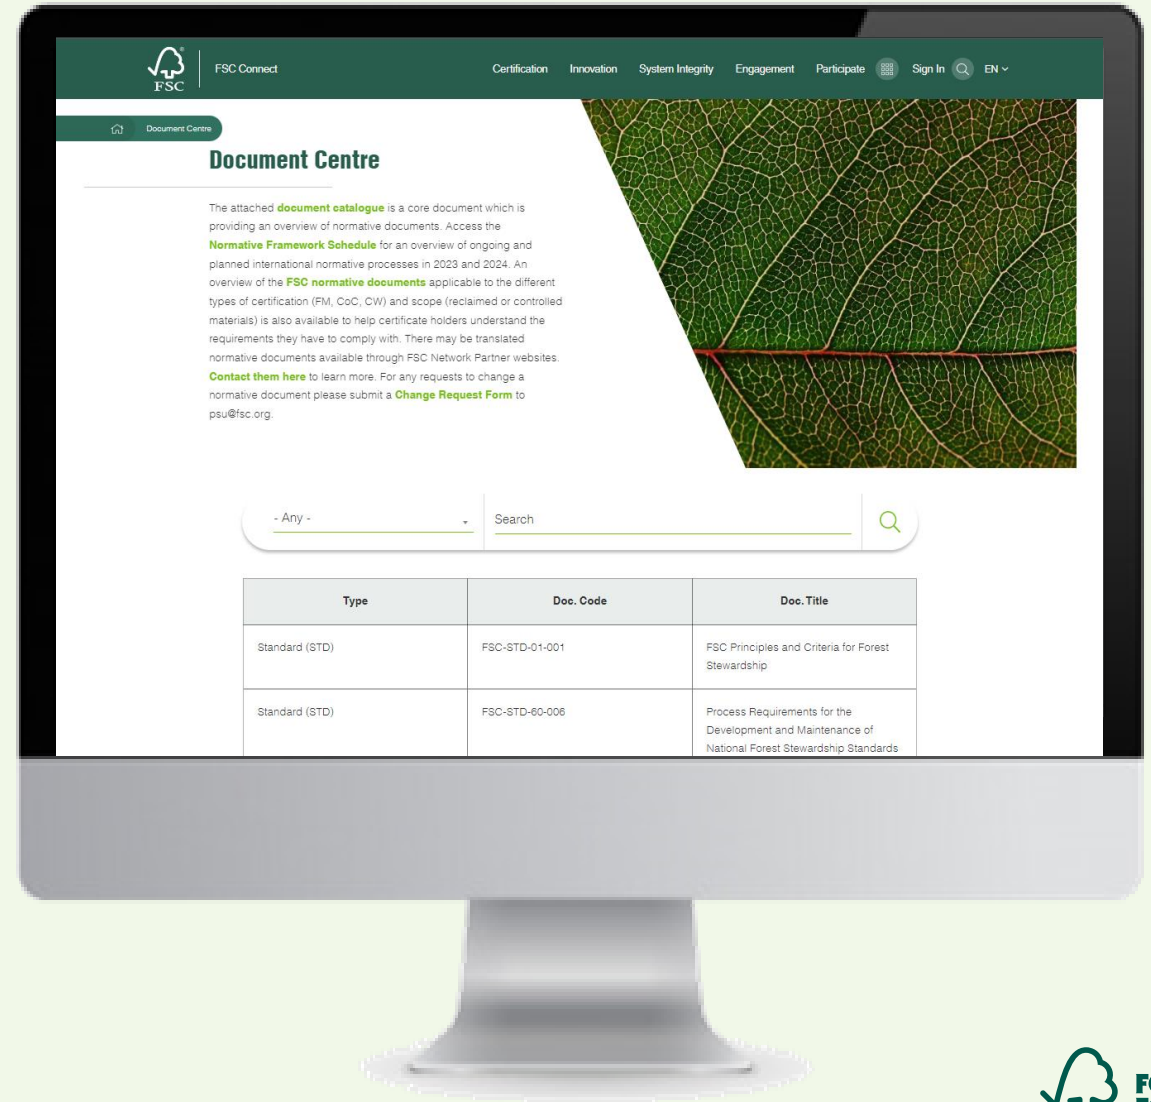 FSC
FSC Connect
Certification Innovation System Integrity Engagement Participate Sign In EN
Document Centre
Document Centre
The attached document catalogue is a core document which is
providing an overview of normative documents. Access the
Normative Framework Schedule for an overview of ongoing and
planned international normative processes in 2023 and 2024. An
overview of the FSC normative documents applicable to the different
types of certification (FM, CoC, CW) and scope (reclaimed or controlled
materials) is also available to help certificate holders understand the
requirements they have to comply with. There may be translated
normative documents available through FSC Network Partner websites.
Contact them here to learn more. For any requests to change a
normative document please submit a Change Request Form to
psu@fsc.org.
- Any -
Search
Type Doc. Code Doc. Title
Standard (STD) FSC-STD-01-001 FSC Principles and Criteria for Forest
Stewardship
Standard (STD) FSC-STD-60-006 Process Requirements for the
Development and Maintenance of
National Forest Stewardship Standards